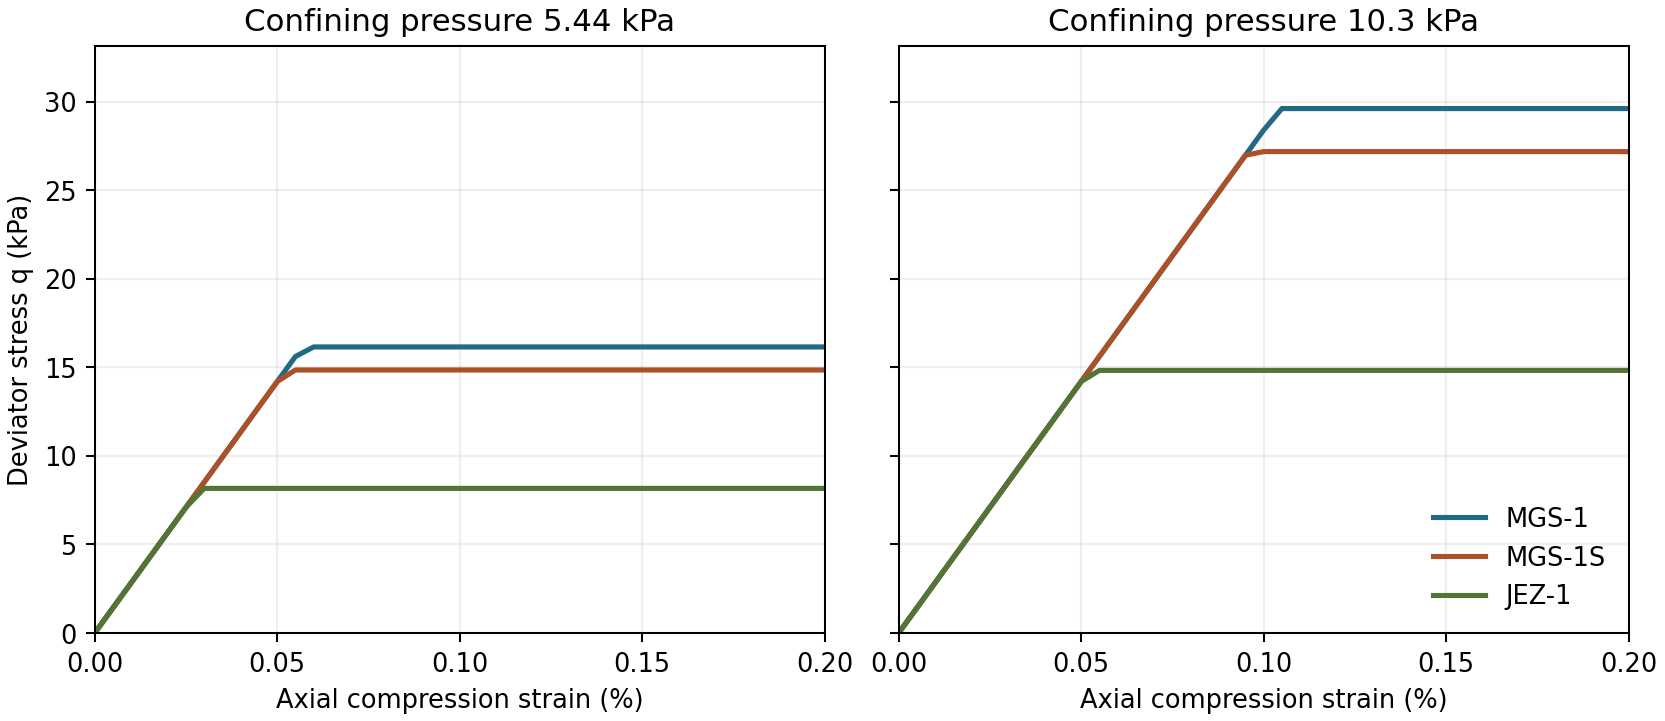 Confining pressure 5.44 kPa
Deviator stress q (kPa)
30
25
20
15
10
5
0
0.00 0.05 0.10 0.15 0.20
Axial compression strain (%)
Confining pressure 10.3 kPa
MGS-1
MGS-1S
JEZ-1
0.00 0.05 0.10 0.15 0.20
Axial compression strain (%)